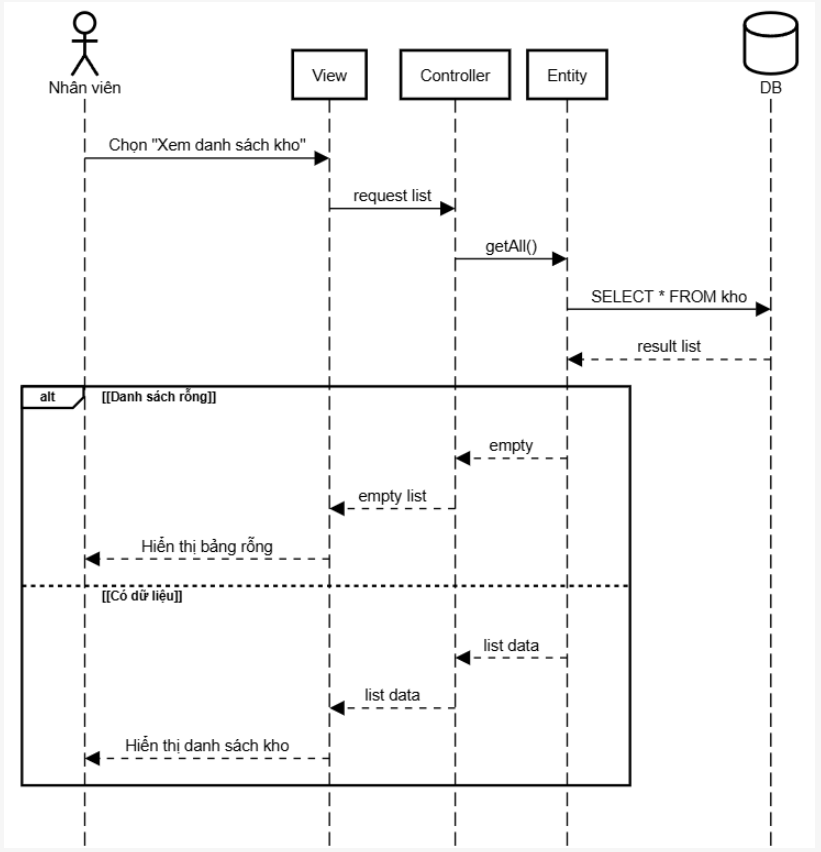 Nhân viên
View
Controller
Entity
DB
Chọn "Xem danh sách kho"
request list
getAll()
SELECT * FROM kho
result list
alt
[[Danh sách rỗng]]
empty
empty list
Hiển thị bảng rỗng
[[Có dữ liệu]]
list data
list data
Hiển thị danh sách kho